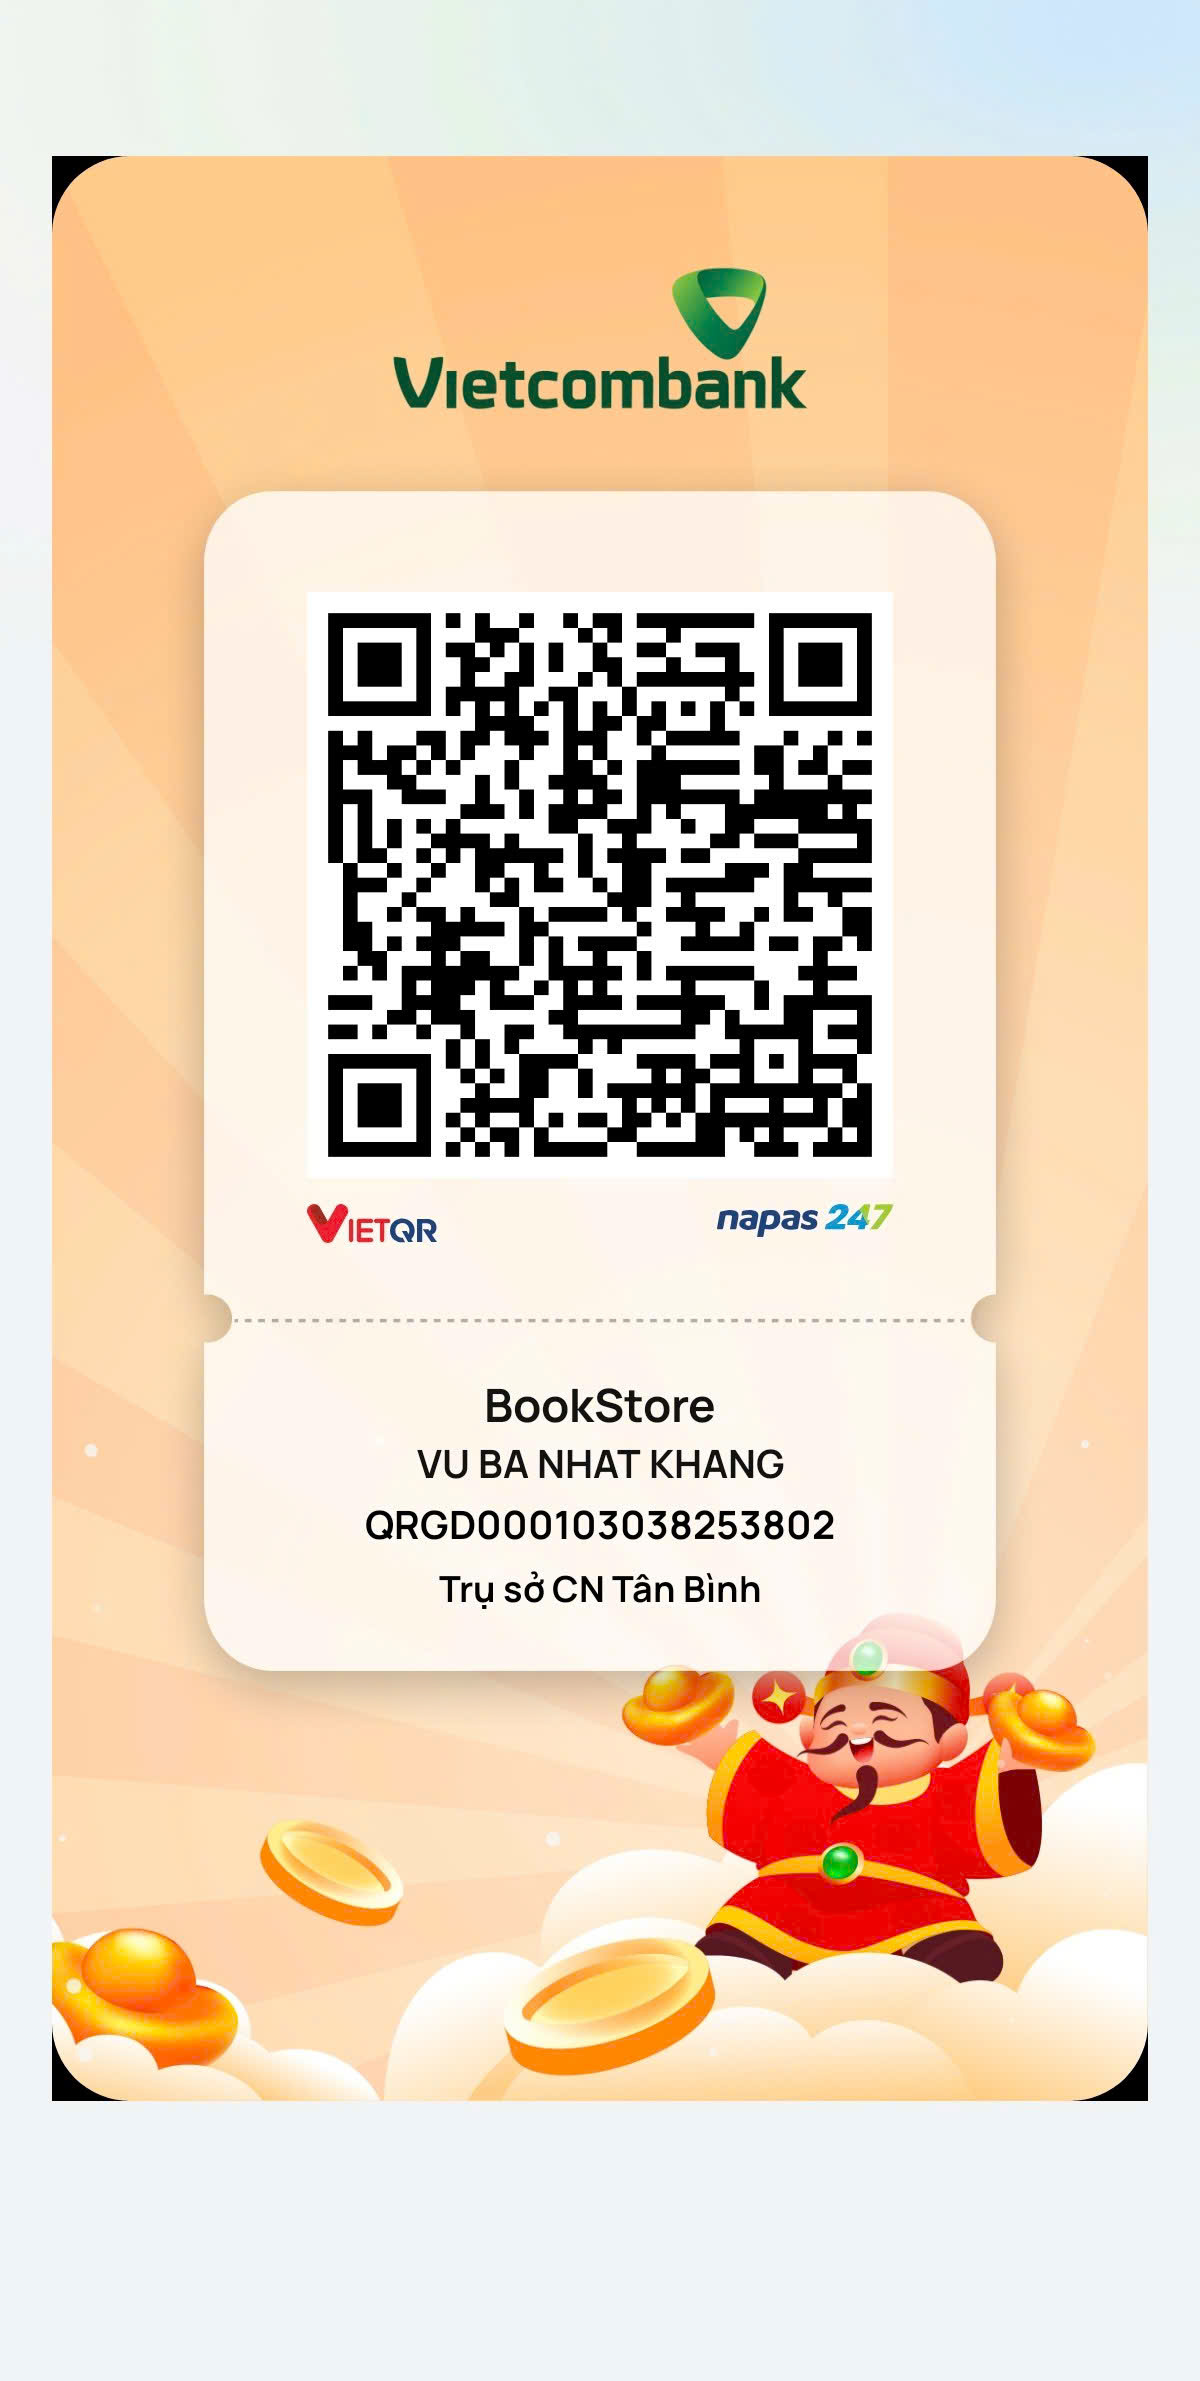 Vietcombank
VIETQR
napas 247
BookStore
VU BA NHAT KHANG
QRGD000103038253802
Trụ sở CN Tân Bình